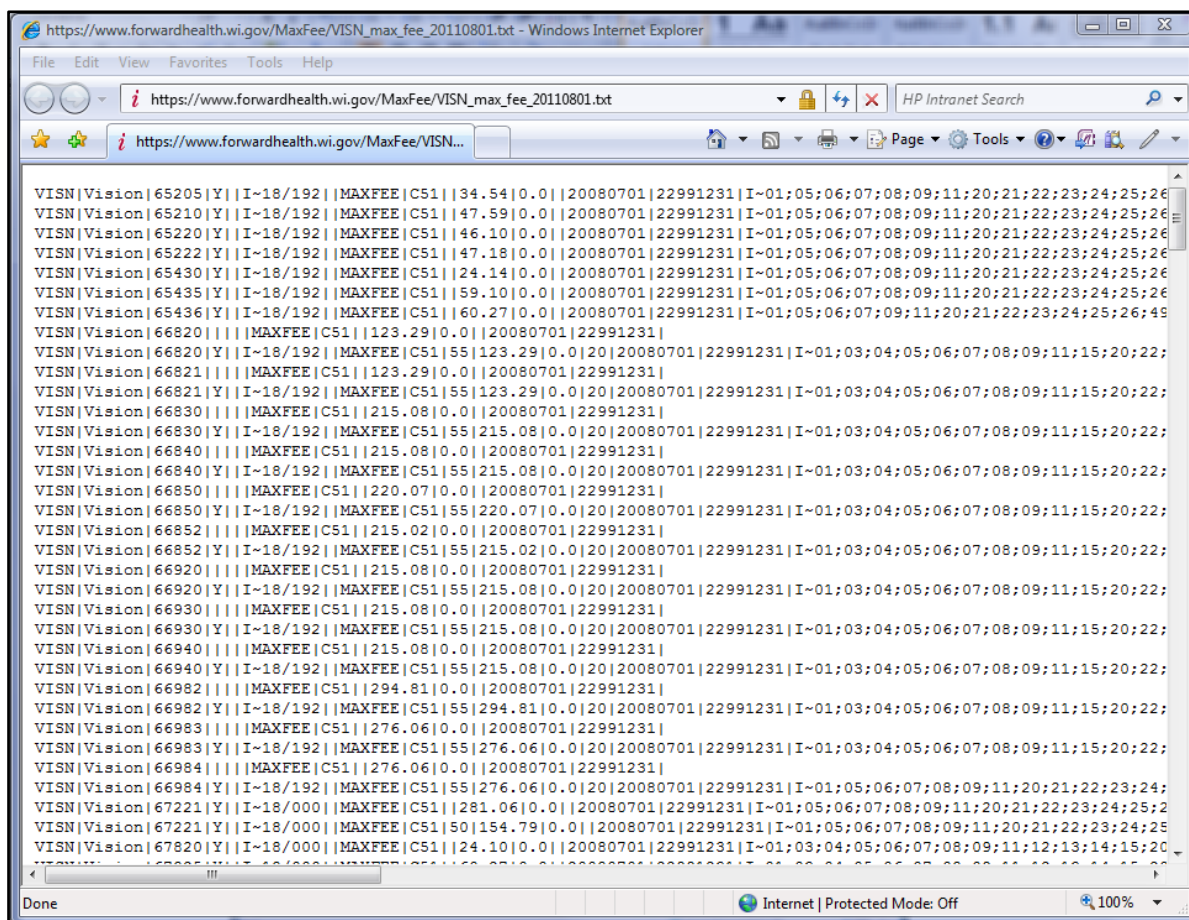 https://www.forwardhealth.wi.gov/MaxFee/VISN_max_fee_20110801.txt - Windows Internet Explorer
File Edit View Favorites Tools Help
https://www.forwardhealth.wi.gov/MaxFee/VISN_max_fee_20110801.txt HP Intranet Search
https://www.forwardhealth.wi.gov/MaxFee/VISN... Page Tools
VISN|Vision|65205|Y||I~18/192||MAXFEE|C51||34.54|0.0||20080701|22991231|I~01;05;06;07;08;09;11;20;21;22;23;24;25;26
VISN|Vision|65210|Y||I~18/192||MAXFEE|C51||47.59|0.0||20080701|22991231|I~01;05;06;07;08;09;11;20;21;22;23;24;25;26
VISN|Vision|65220|Y||I~18/192||MAXFEE|C51||46.10|0.0||20080701|22991231|I~01;05;06;07;08;09;11;20;21;22;23;24;25;26
VISN|Vision|65222|Y||I~18/192||MAXFEE|C51||47.18|0.0||20080701|22991231|I~01;05;06;07;08;09;11;20;21;22;23;24;25;26
VISN|Vision|65430|Y||I~18/192||MAXFEE|C51||24.14|0.0||20080701|22991231|I~01;05;06;07;08;09;11;20;21;22;23;24;25;26
VISN|Vision|65435|Y||I~18/192||MAXFEE|C51||59.10|0.0||20080701|22991231|I~01;05;06;07;08;09;11;20;21;22;23;24;25;26
VISN|Vision|65436|Y||I~18/192||MAXFEE|C51||60.27|0.0||20080701|22991231|I~01;05;06;07;09;11;20;21;22;23;24;25;26;49
VISN|Vision|66820|||||MAXFEE|C51||123.29|0.0||20080701|22991231|
VISN|Vision|66820|Y||I~18/192||MAXFEE|C51|55|123.29|0.0|20|20080701|22991231|I~01;03;04;05;06;07;08;09;11;15;20;22;
VISN|Vision|66821|||||MAXFEE|C51||123.29|0.0||20080701|22991231|
VISN|Vision|66821|Y||I~18/192||MAXFEE|C51|55|123.29|0.0|20|20080701|22991231|I~01;03;04;05;06;07;08;09;11;15;20;22;
VISN|Vision|66830|||||MAXFEE|C51||215.08|0.0||20080701|22991231|
VISN|Vision|66830|Y||I~18/192||MAXFEE|C51|55|215.08|0.0|20|20080701|22991231|I~01;03;04;05;06;07;08;09;11;15;20;22;
VISN|Vision|66840|||||MAXFEE|C51||215.08|0.0||20080701|22991231|
VISN|Vision|66840|Y||I~18/192||MAXFEE|C51|55|215.08|0.0|20|20080701|22991231|I~01;03;04;05;06;07;08;09;11;15;20;22;
VISN|Vision|66850|||||MAXFEE|C51||220.07|0.0||20080701|22991231|
VISN|Vision|66850|Y||I~18/192||MAXFEE|C51|55|220.07|0.0|20|20080701|22991231|I~01;03;04;05;06;07;08;09;11;15;20;22;
VISN|Vision|66852|||||MAXFEE|C51||215.02|0.0||20080701|22991231|
VISN|Vision|66852|Y||I~18/192||MAXFEE|C51|55|215.02|0.0|20|20080701|22991231|I~01;03;04;05;06;07;08;09;11;15;20;22;
VISN|Vision|66920|||||MAXFEE|C51||215.08|0.0||20080701|22991231|
VISN|Vision|66920|Y||I~18/192||MAXFEE|C51|55|215.08|0.0|20|20080701|22991231|I~01;03;04;05;06;07;08;09;11;15;20;22;
VISN|Vision|66930|||||MAXFEE|C51||215.08|0.0||20080701|22991231|
VISN|Vision|66930|Y||I~18/192||MAXFEE|C51|55|215.08|0.0|20|20080701|22991231|I~01;03;04;05;06;07;08;09;11;15;20;22;
VISN|Vision|66940|||||MAXFEE|C51||215.08|0.0||20080701|22991231|
VISN|Vision|66940|Y||I~18/192||MAXFEE|C51|55|215.08|0.0|20|20080701|22991231|I~01;03;04;05;06;07;08;09;11;15;20;22;
VISN|Vision|66982|||||MAXFEE|C51||294.81|0.0||20080701|22991231|
VISN|Vision|66982|Y||I~18/192||MAXFEE|C51|55|294.81|0.0|20|20080701|22991231|I~01;03;04;05;06;07;08;09;11;15;20;22;
VISN|Vision|66983|||||MAXFEE|C51||276.06|0.0||20080701|22991231|
VISN|Vision|66983|Y||I~18/192||MAXFEE|C51|55|276.06|0.0|20|20080701|22991231|I~01;03;04;05;06;07;08;09;11;15;20;22;
VISN|Vision|66984|||||MAXFEE|C51||276.06|0.0||20080701|22991231|
VISN|Vision|66984|Y||I~18/192||MAXFEE|C51|55|276.06|0.0|20|20080701|22991231|I~01;05;06;07;08;09;11;20;21;22;23;24;
VISN|Vision|67221|Y||I~18/000||MAXFEE|C51||281.06|0.0||20080701|22991231|I~01;05;06;07;08;09;11;20;21;22;23;24;25;2
VISN|Vision|67221|Y||I~18/000||MAXFEE|C51|50|154.79|0.0||20080701|22991231|I~01;05;06;07;08;09;11;20;21;22;23;24;25
VISN|Vision|67820|Y||I~18/000||MAXFEE|C51||24.10|0.0||20080701|22991231|I~01;03;04;05;06;07;08;09;11;12;13;14;15;20
Done Internet | Protected Mode: Off 100%